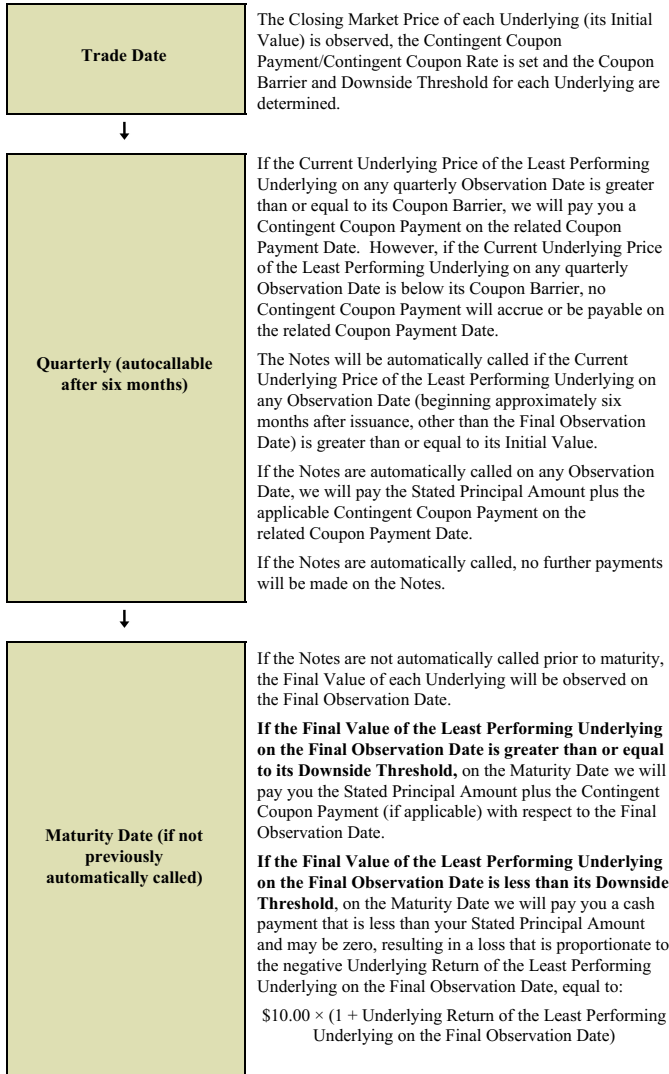 Trade Date
The Closing Market Price of each Underlying (its Initial
Value) is observed, the Contingent Coupon
Payment/Contingent Coupon Rate is set and the Coupon
Barrier and Downside Threshold for each Underlying are
determined.
↓
Quarterly (autocallable
after six months)
If the Current Underlying Price of the Least Performing
Underlying on any quarterly Observation Date is greater
than or equal to its Coupon Barrier, we will pay you a
Contingent Coupon Payment on the related Coupon
Payment Date. However, if the Current Underlying Price
of the Least Performing Underlying on any quarterly
Observation Date is below its Coupon Barrier, no
Contingent Coupon Payment will accrue or be payable on
the related Coupon Payment Date.
The Notes will be automatically called if the Current
Underlying Price of the Least Performing Underlying on
any Observation Date (beginning approximately six
months after issuance, other than the Final Observation
Date) is greater than or equal to its Initial Value.
If the Notes are automatically called on any Observation
Date, we will pay the Stated Principal Amount plus the
applicable Contingent Coupon Payment on the
related Coupon Payment Date.
If the Notes are automatically called, no further payments
will be made on the Notes.
↓
Maturity Date (if not
previously
automatically called)
If the Notes are not automatically called prior to maturity,
the Final Value of each Underlying will be observed on
the Final Observation Date.
If the Final Value of the Least Performing Underlying
on the Final Observation Date is greater than or equal
to its Downside Threshold, on the Maturity Date we will
pay you the Stated Principal Amount plus the Contingent
Coupon Payment (if applicable) with respect to the Final
Observation Date.
If the Final Value of the Least Performing Underlying
on the Final Observation Date is less than its Downside
Threshold, on the Maturity Date we will pay you a cash
payment that is less than your Stated Principal Amount
and may be zero, resulting in a loss that is proportionate to
the negative Underlying Return of the Least Performing
Underlying on the Final Observation Date, equal to:
$10.00 × (1 + Underlying Return of the Least Performing
Underlying on the Final Observation Date)